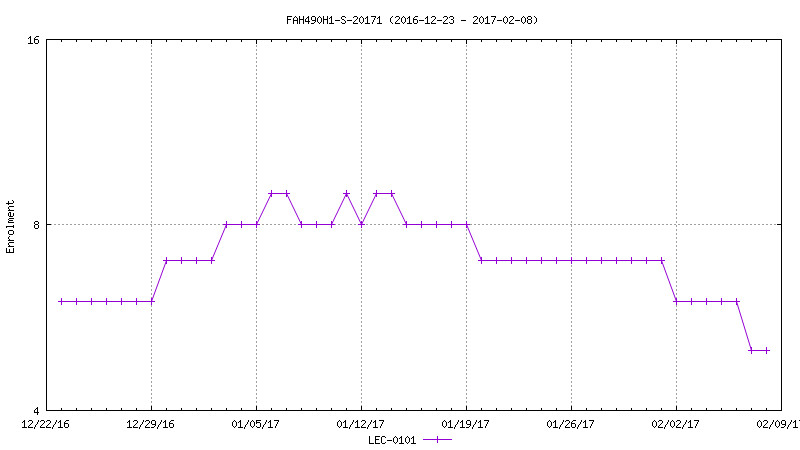 FAH490H1-S-20171 (2016-12-23 - 2017-02-08)
16
8
4
Enrolment
12/22/16 12/29/16 01/05/17 01/12/17 01/19/17 01/26/17 02/02/17 02/09/1
LEC-0101